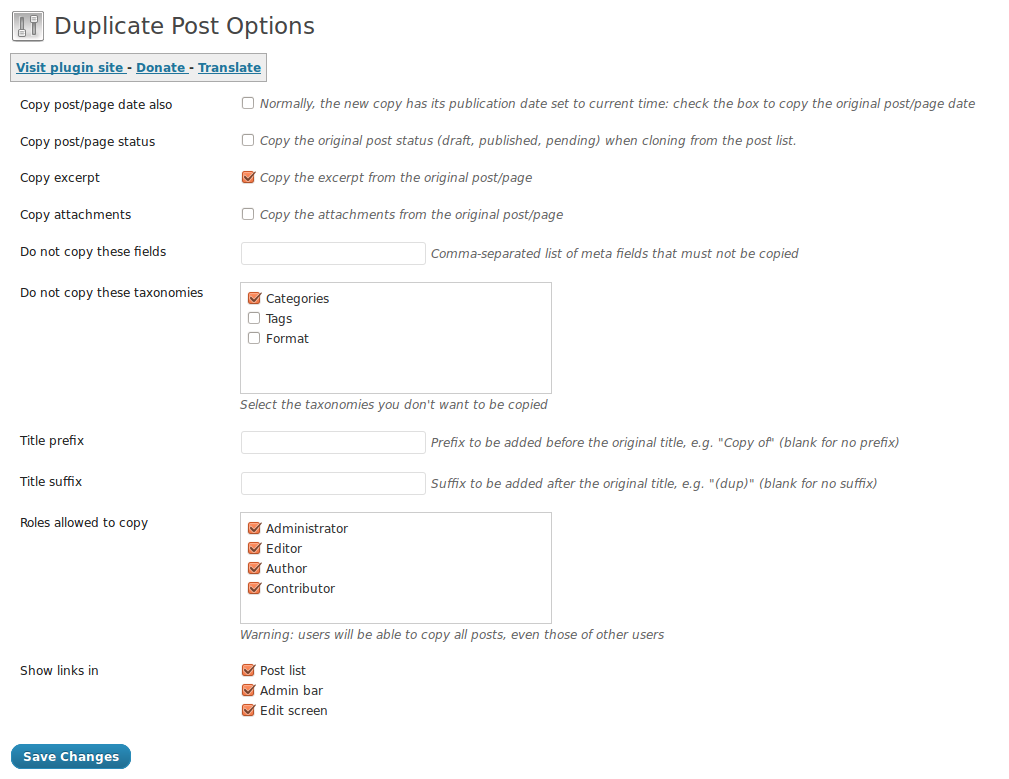 Duplicate Post Options
Visit plugin site - Donate - Translate
Copy post/page date also
Normally, the new copy has its publication date set to current time: check the box to copy the original post/page date
Copy post/page status
Copy the original post status (draft, published, pending) when cloning from the post list.
Copy excerpt
Copy the excerpt from the original post/page
Copy attachments
Copy the attachments from the original post/page
Do not copy these fields
Comma-separated list of meta fields that must not be copied
Do not copy these taxonomies
Categories
Tags
Format
Select the taxonomies you don't want to be copied
Title prefix
Prefix to be added before the original title, e.g. "Copy of" (blank for no prefix)
Title suffix
Suffix to be added after the original title, e.g. "(dup)" (blank for no suffix)
Roles allowed to copy
Administrator
Editor
Author
Contributor
Warning: users will be able to copy all posts, even those of other users
Show links in
Post list
Admin bar
Edit screen
Save Changes